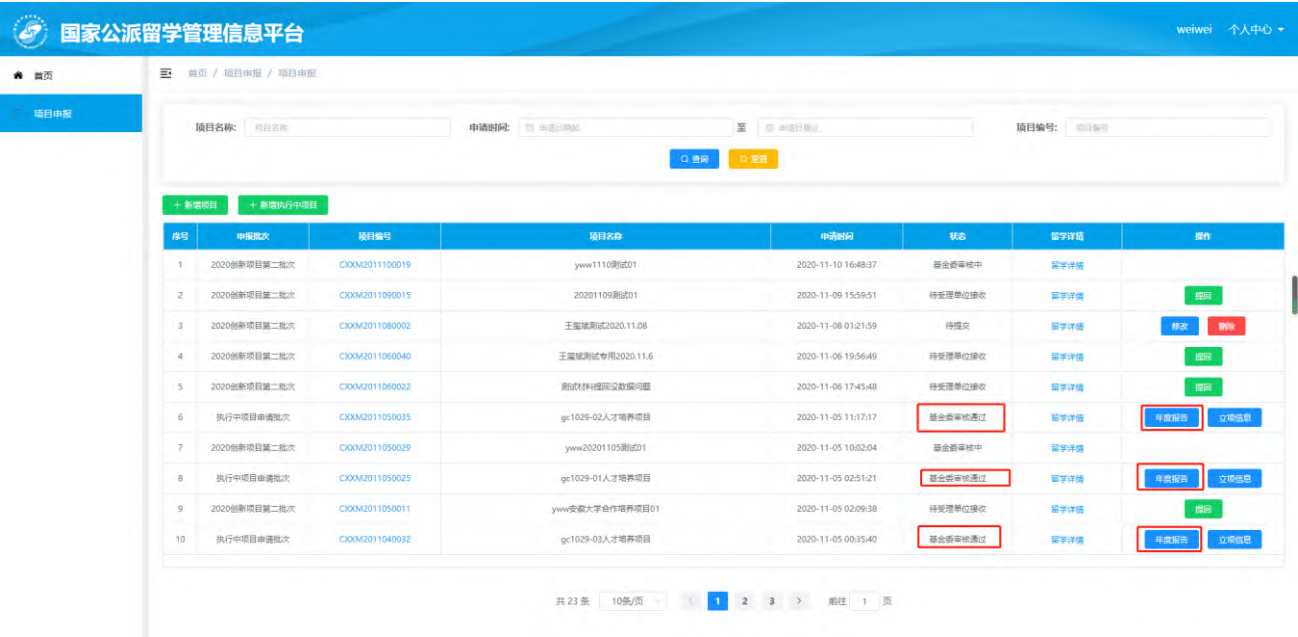 国家公派留学管理信息平台 weiwei 个人中心
首页 首页 / 项目申报 / 项目申报
项目申报
项目名称: 项目名称 申请时间: 申请日期起 至 申请日期止 项目编号: 项目编号
查询 重置
+ 新增项目 + 新增执行中项目
序号 申报批次 项目编号 项目名称 申请时间 状态 留学详情 操作
1 2020创新项目第二批次 CXXM2011100019 yww1110测试01 2020-11-10 16:48:37 基金委审核中 留学详情
2 2020创新项目第二批次 CXXM2011090015 20201109测试01 2020-11-09 15:59:51 待受理单位接收 留学详情 提回
3 2020创新项目第二批次 CXXM2011080002 王玺斌测试2020.11.08 2020-11-08 01:21:59 待提交 留学详情 修改 删除
4 2020创新项目第二批次 CXXM2011060040 王玺斌测试专用2020.11.6 2020-11-06 19:56:49 待受理单位接收 留学详情 提回
5 2020创新项目第二批次 CXXM2011060022 测试材料提回没数据问题 2020-11-06 17:45:48 待受理单位接收 留学详情 提回
6 执行中项目申请批次 CXXM2011050035 gc1029-02人才培养项目 2020-11-05 11:17:17 基金委审核通过 留学详情 年度报告 立项信息
7 2020创新项目第二批次 CXXM2011050029 yww20201105测试01 2020-11-05 10:02:04 基金委审核中 留学详情
8 执行中项目申请批次 CXXM2011050025 gc1029-01人才培养项目 2020-11-05 02:51:21 基金委审核通过 留学详情 年度报告 立项信息
9 2020创新项目第二批次 CXXM2011050011 yww安徽大学合作培养项目01 2020-11-05 02:09:38 待受理单位接收 留学详情 提回
10 执行中项目申请批次 CXXM2011040032 gc1029-03人才培养项目 2020-11-05 00:35:40 基金委审核通过 留学详情 年度报告 立项信息
共 23 条 10条/页 < 1 2 3 > 前往 1 页